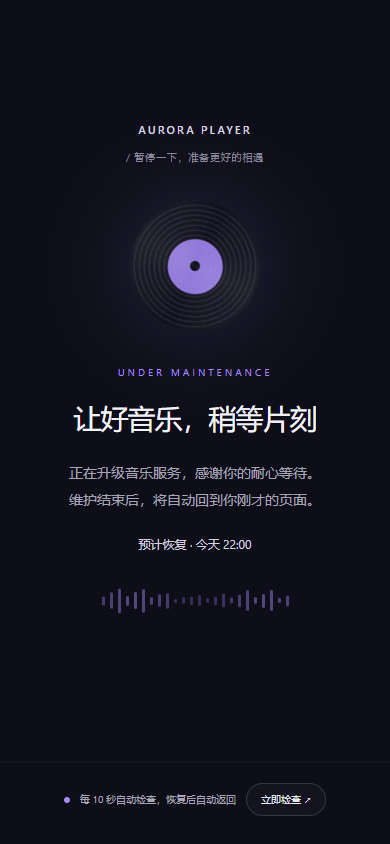 AURORA PLAYER
/ 暂停一下，准备更好的相遇
UNDER MAINTENANCE
让好音乐，稍等片刻
正在升级音乐服务，感谢你的耐心等待。
维护结束后，将自动回到你刚才的页面。
预计恢复 · 今天 22:00
每 10 秒自动检查，恢复后自动返回
立即检查 ↗